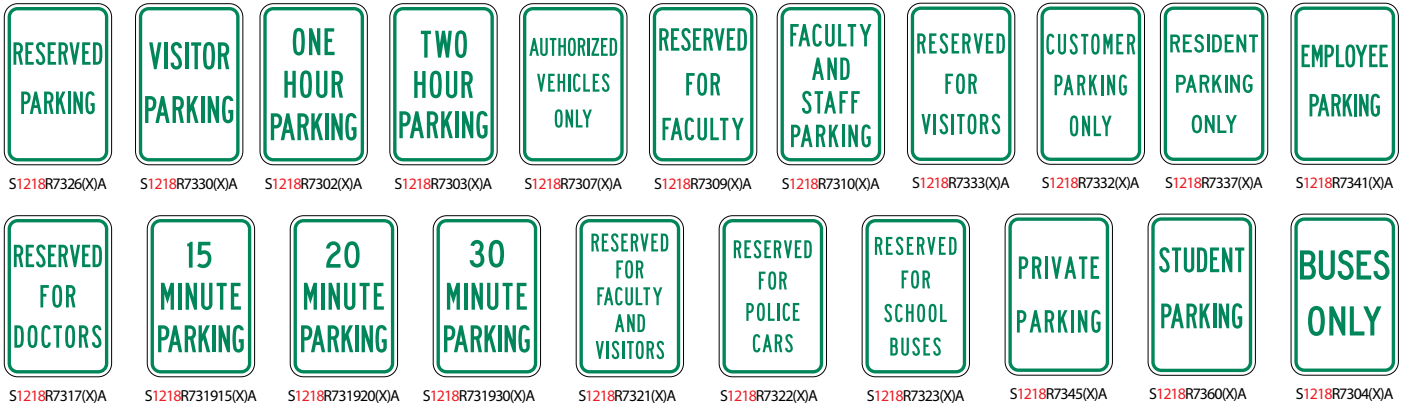 RESERVED
PARKING
VISITOR
PARKING
ONE
HOUR
PARKING
TWO
HOUR
PARKING
AUTHORIZED
VEHICLES
ONLY
RESERVED
FOR
FACULTY
FACULTY
AND
STAFF
PARKING
RESERVED
FOR
VISITORS
CUSTOMER
PARKING
ONLY
RESIDENT
PARKING
ONLY
EMPLOYEE
PARKING
S1218R7326(X)A
S1218R7330(X)A
S1218R7302(X)A
S1218R7303(X)A
S1218R7307(X)A
S1218R7309(X)A
S1218R7310(X)A
S1218R7333(X)A
S1218R7332(X)A
S1218R7337(X)A
S1218R7341(X)A
RESERVED
FOR
DOCTORS
15
MINUTE
PARKING
20
MINUTE
PARKING
30
MINUTE
PARKING
RESERVED
FOR
FACULTY
AND
VISITORS
RESERVED
FOR
POLICE
CARS
RESERVED
FOR
SCHOOL
BUSES
PRIVATE
PARKING
STUDENT
PARKING
BUSES
ONLY
S1218R7317(X)A
S1218R731915(X)A
S1218R731920(X)A
S1218R731930(X)A
S1218R7321(X)A
S1218R7322(X)A
S1218R7323(X)A
S1218R7345(X)A
S1218R7360(X)A
S1218R7304(X)A